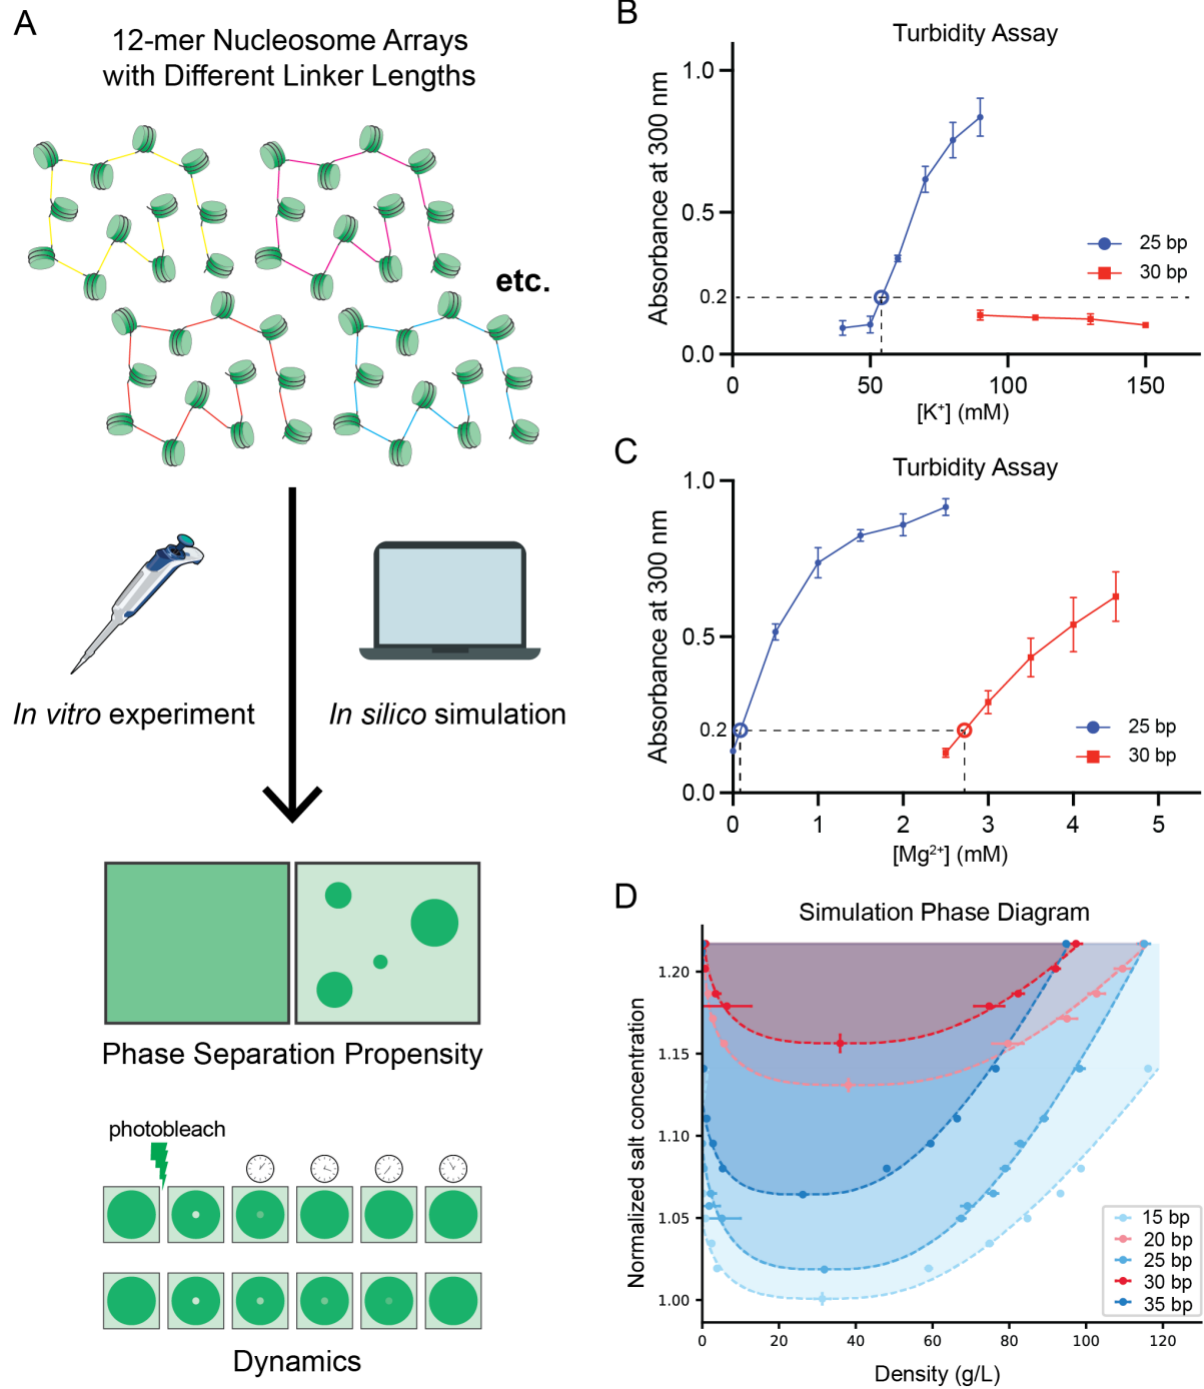 A
12-mer Nucleosome Arrays
with Different Linker Lengths
etc.
In vitro experiment
In silico simulation
Phase Separation Propensity
photobleach
Dynamics
B
Turbidity Assay
Absorbance at 300 nm
1.0
0.5
0.2
0.0
0
50
100
150
[K⁺] (mM)
25 bp
30 bp
C
Turbidity Assay
Absorbance at 300 nm
1.0
0.5
0.2
0.0
0
1
2
3
4
5
[Mg²⁺] (mM)
25 bp
30 bp
D
Simulation Phase Diagram
Normalized salt concentration
1.20
1.15
1.10
1.05
1.00
0
20
40
60
80
100
120
Density (g/L)
15 bp
20 bp
25 bp
30 bp
35 bp